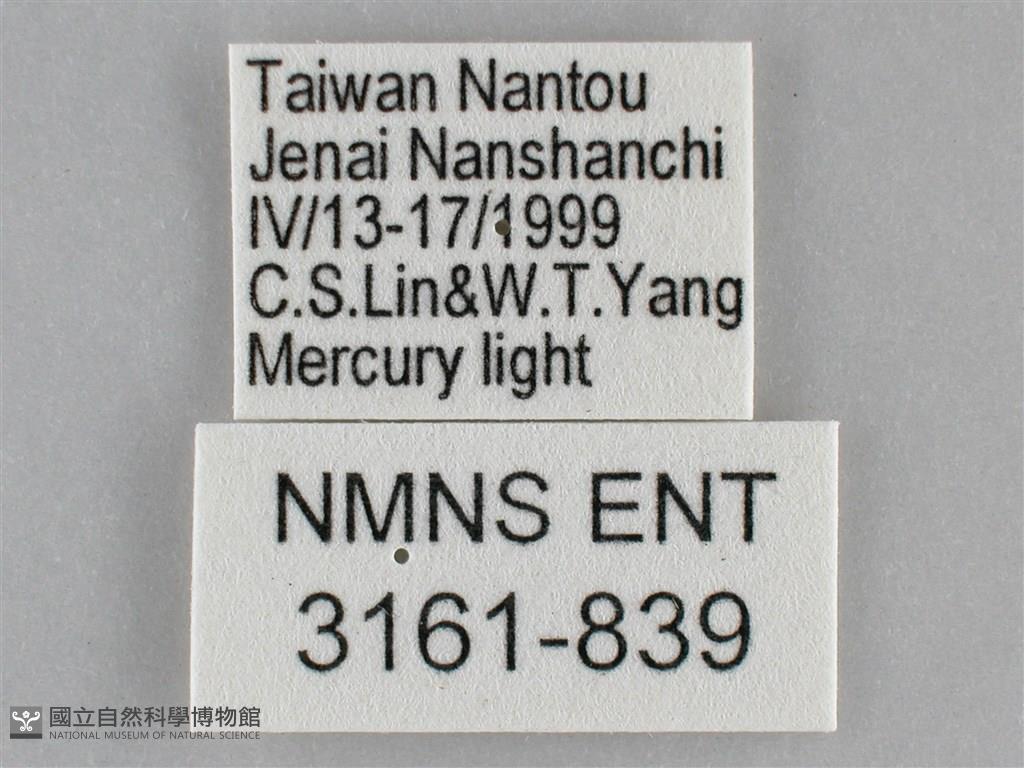 Taiwan Nantou
Jenai Nanshanchi
IV/13-17/1999
C.S.Lin&W.T.Yang
Mercury light
NMNS ENT
3161-839
國立自然科學博物館
NATIONAL MUSEUM OF NATURAL SCIENCE